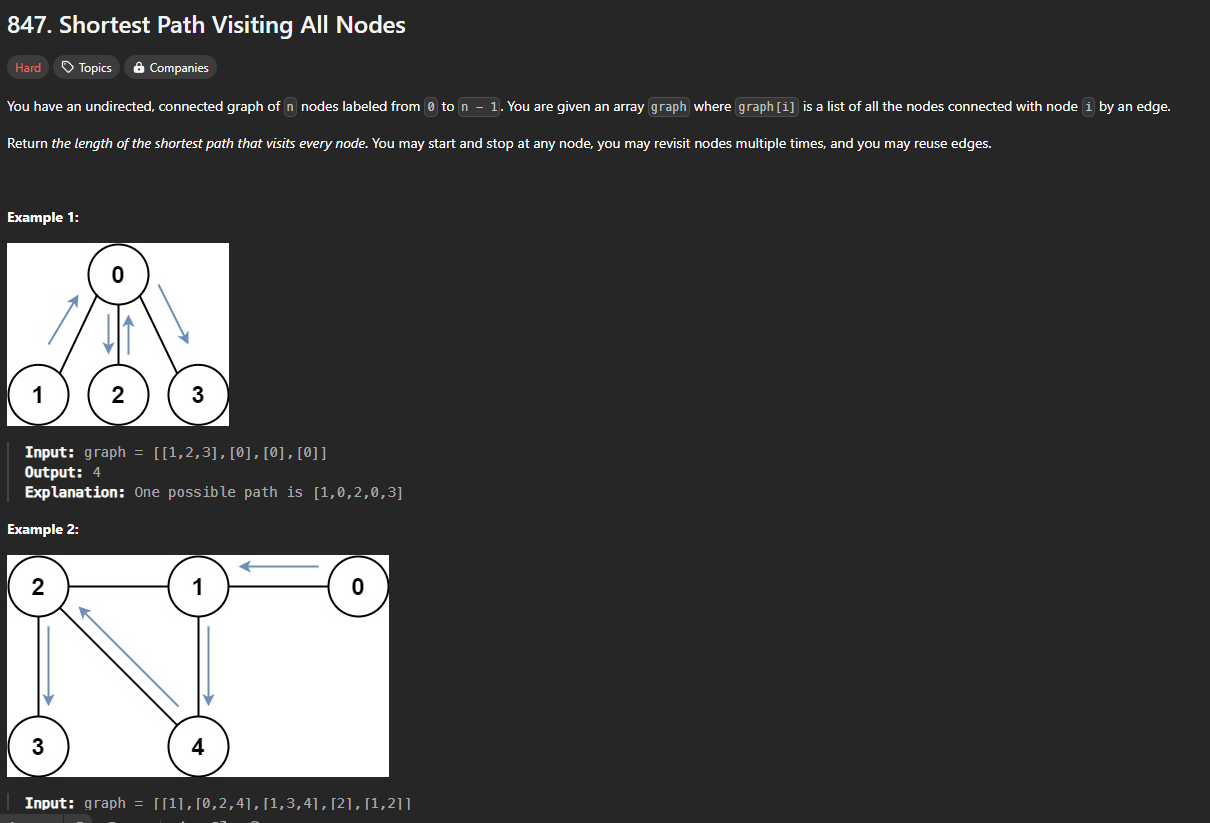 847. Shortest Path Visiting All Nodes
Hard Topics Companies
You have an undirected, connected graph of n nodes labeled from 0 to n - 1. You are given an array graph where graph[i] is a list of all the nodes connected with node i by an edge.
Return the length of the shortest path that visits every node. You may start and stop at any node, you may revisit nodes multiple times, and you may reuse edges.
Example 1:
0
1 2 3
Input: graph = [[1,2,3],[0],[0],[0]]
Output: 4
Explanation: One possible path is [1,0,2,0,3]
Example 2:
2 1 0
3 4
Input: graph = [[1],[0,2,4],[1,3,4],[2],[1,2]]